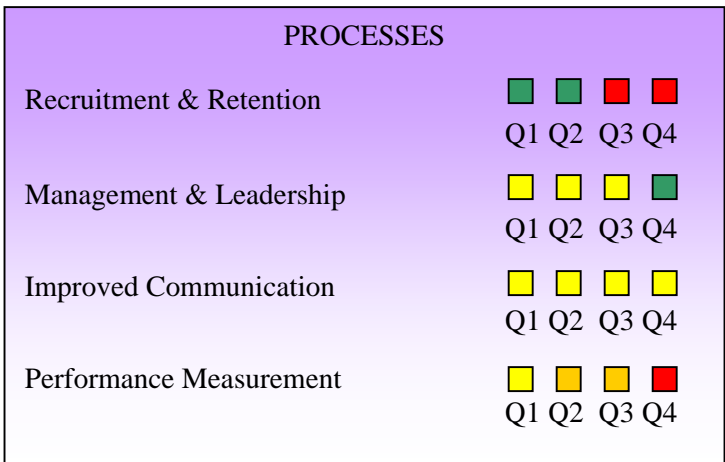 PROCESSES
Recruitment & Retention
Q1 Q2 Q3 Q4
Management & Leadership
Q1 Q2 Q3 Q4
Improved Communication
Q1 Q2 Q3 Q4
Performance Measurement
Q1 Q2 Q3 Q4